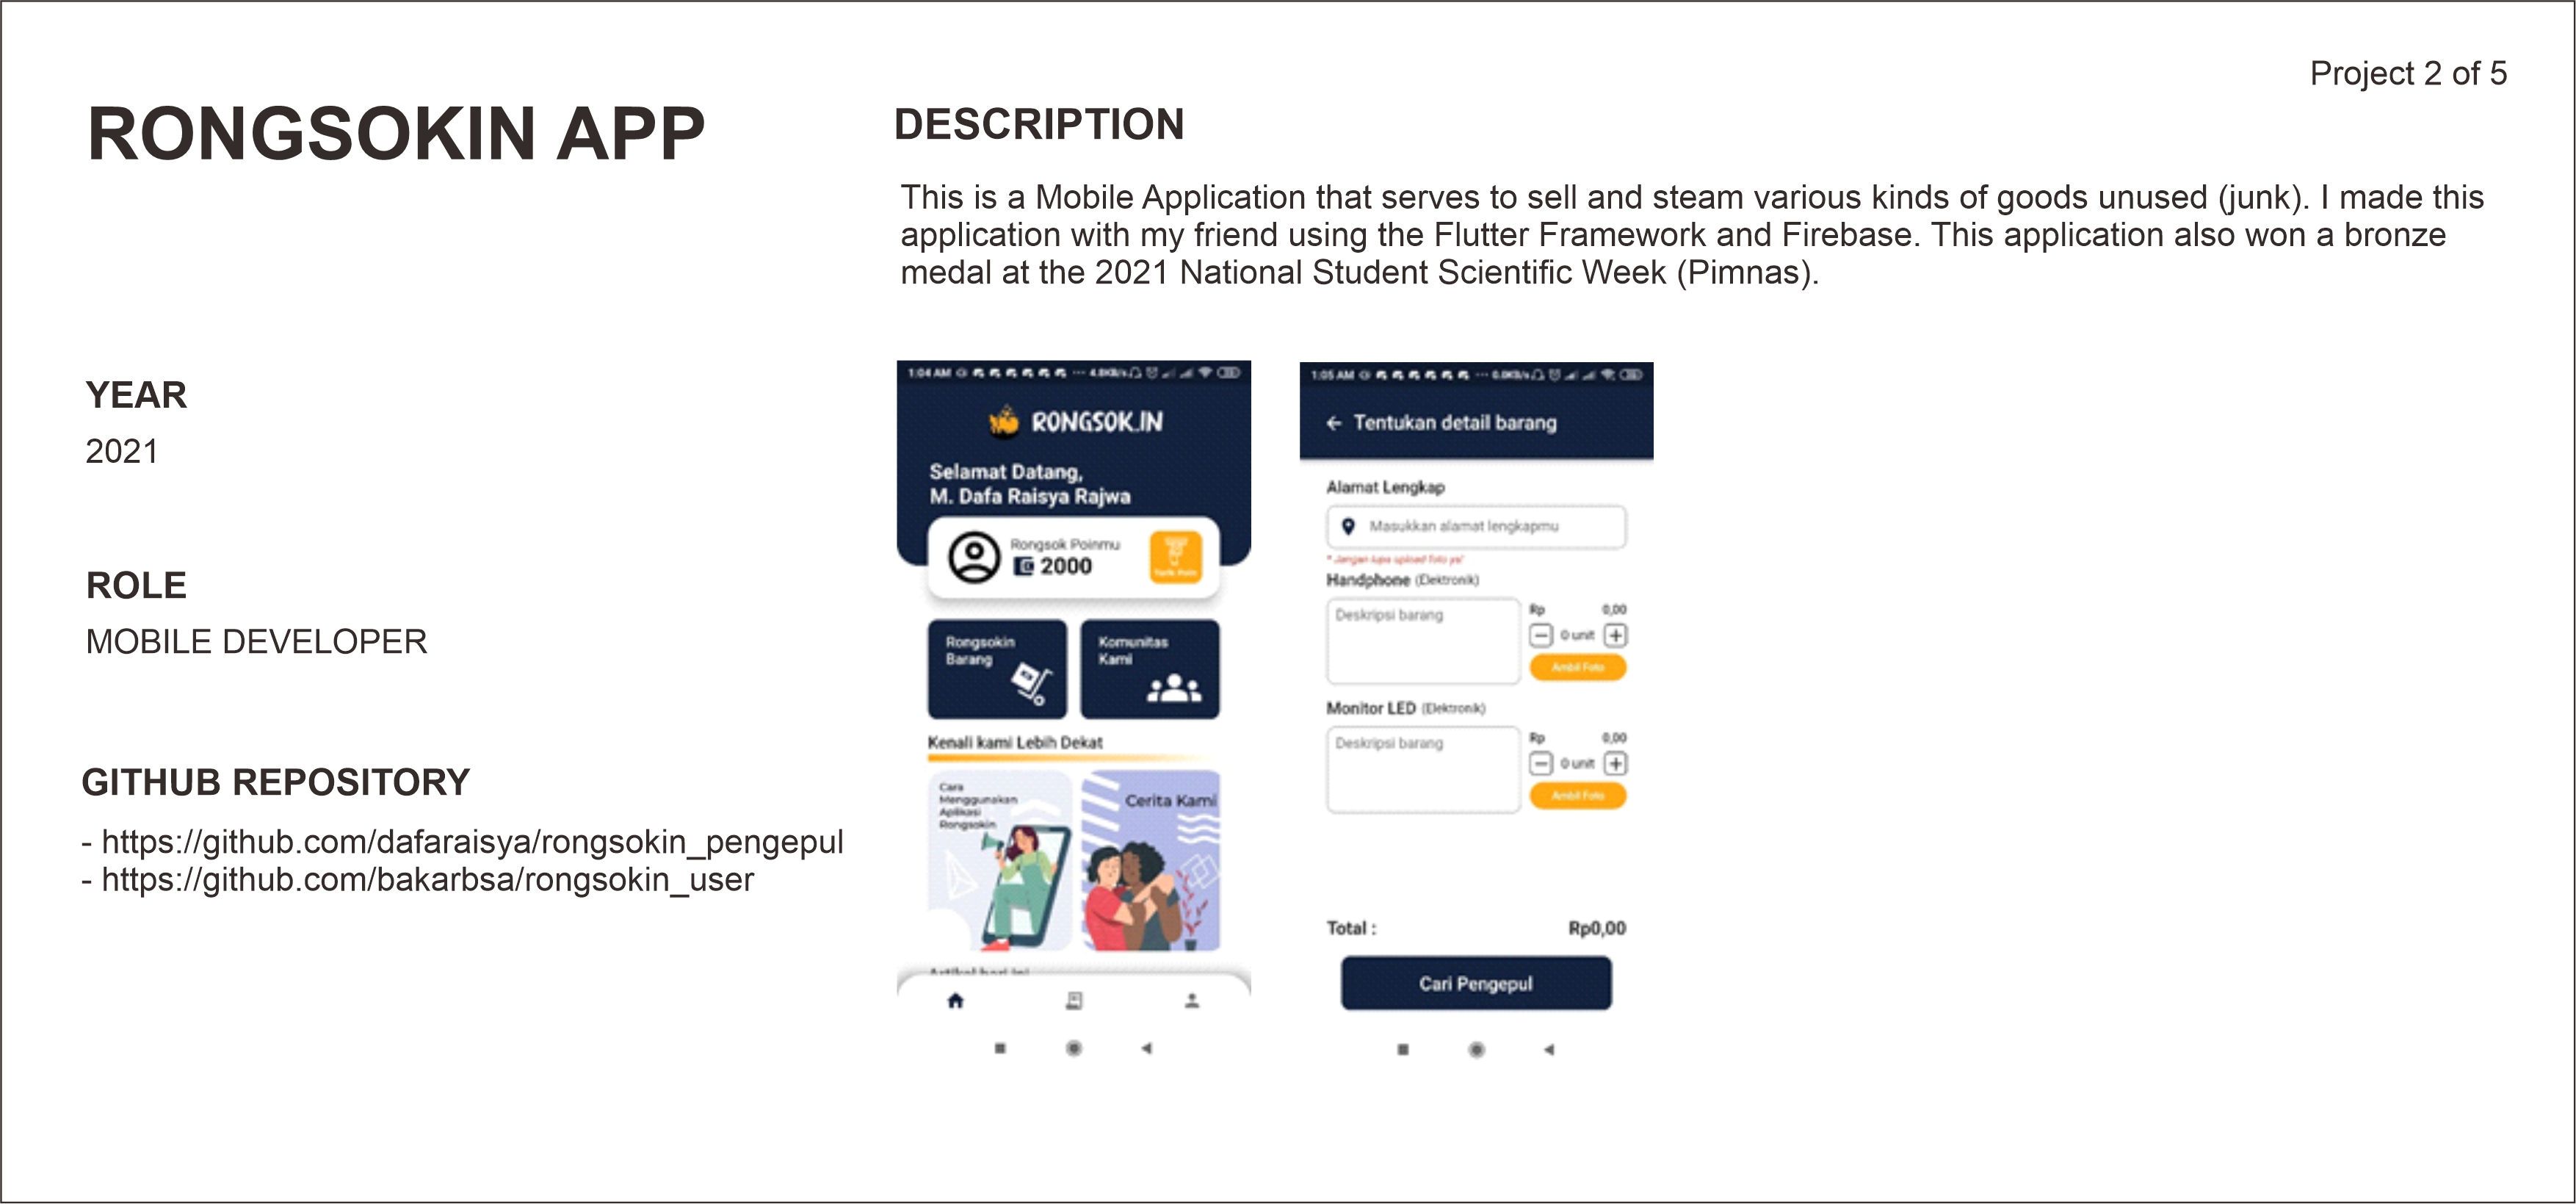 Project 2 of 5
RONGSOKIN APP
YEAR
2021
ROLE
MOBILE DEVELOPER
GITHUB REPOSITORY
- https://github.com/dafaraisya/rongsokin_pengepul
- https://github.com/bakarbsa/rongsokin_user
DESCRIPTION
This is a Mobile Application that serves to sell and steam various kinds of goods unused (junk). I made this
application with my friend using the Flutter Framework and Firebase. This application also won a bronze
medal at the 2021 National Student Scientific Week (Pimnas).
1:04 AM
RONGSOK.IN
Selamat Datang,
M. Dafa Raisya Rajwa
Rongsok Poinmu
2000
Rongsokin
Barang
Komunitas
Kami
Kenali kami Lebih Dekat
Cara
Menggunakan
Aplikasi
Rongsokin
Cerita Kami
Artikel hari ini
1:05 AM
Tentukan detail barang
Alamat Lengkap
Masukkan alamat lengkapmu
* Jangan lupa upload foto ya!
Handphone (Elektronik)
Deskripsi barang
Rp 0,00
0 unit
Ambil Foto
Monitor LED (Elektronik)
Deskripsi barang
Rp 0,00
0 unit
Ambil Foto
Total : Rp0,00
Cari Pengepul